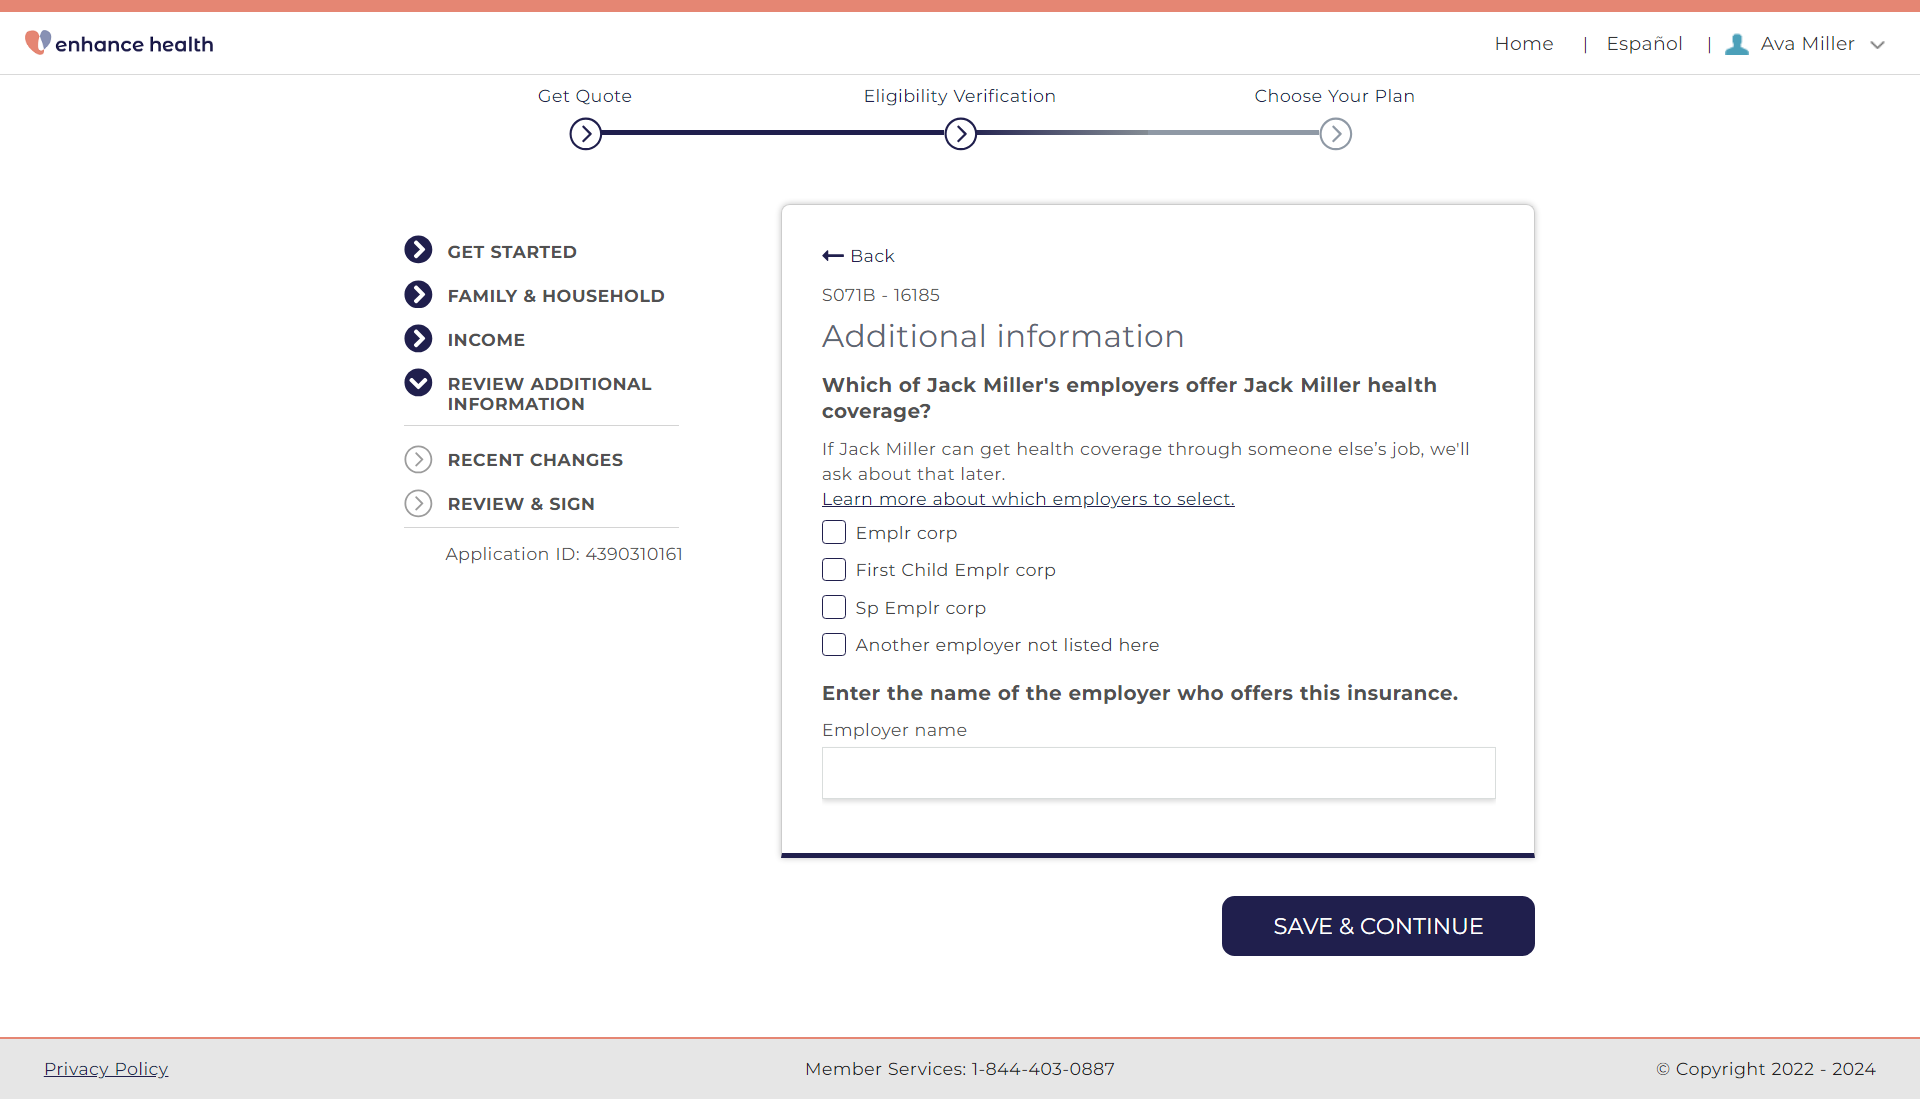 enhance health
Home | Español | Ava Miller
Get Quote
Eligibility Verification
Choose Your Plan
GET STARTED
FAMILY & HOUSEHOLD
INCOME
REVIEW ADDITIONAL
INFORMATION
RECENT CHANGES
REVIEW & SIGN
Application ID: 4390310161
Back
S071B - 16185
Additional information
Which of Jack Miller's employers offer Jack Miller health
coverage?
If Jack Miller can get health coverage through someone else’s job, we'll
ask about that later.
Learn more about which employers to select.
Emplr corp
First Child Emplr corp
Sp Emplr corp
Another employer not listed here
Enter the name of the employer who offers this insurance.
Employer name
SAVE & CONTINUE
Privacy Policy
Member Services: 1-844-403-0887
© Copyright 2022 - 2024